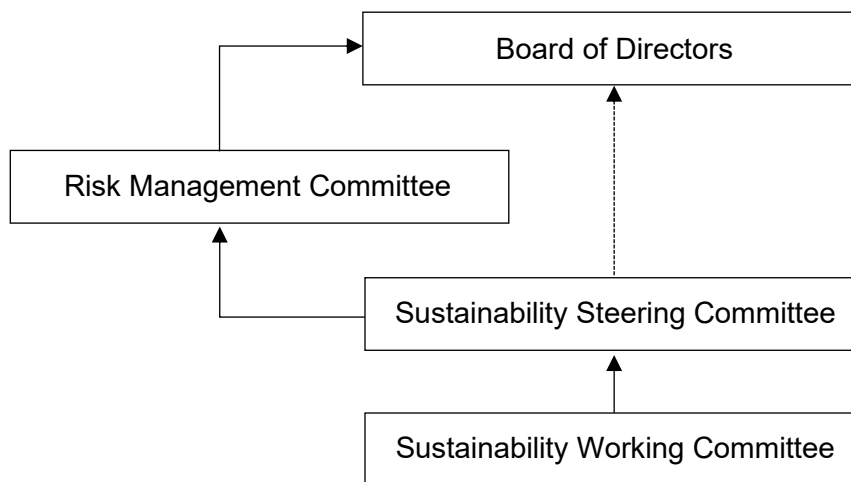 Board of Directors
Risk Management Committee
Sustainability Steering Committee
Sustainability Working Committee